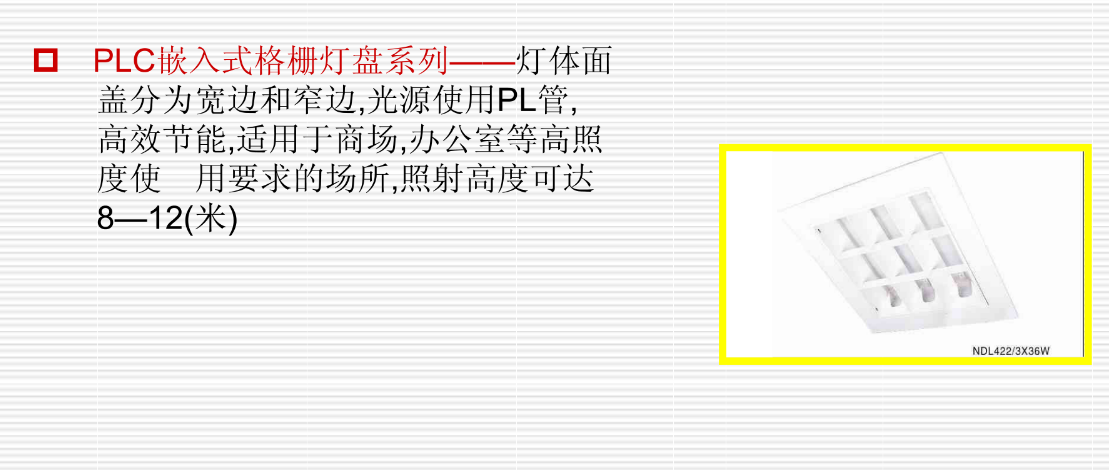 PLC嵌入式格栅灯盘系列——灯体面
盖分为宽边和窄边,光源使用PL管,
高效节能,适用于商场,办公室等高照
度使　用要求的场所,照射高度可达
8—12(米)
NDL422/3X36W